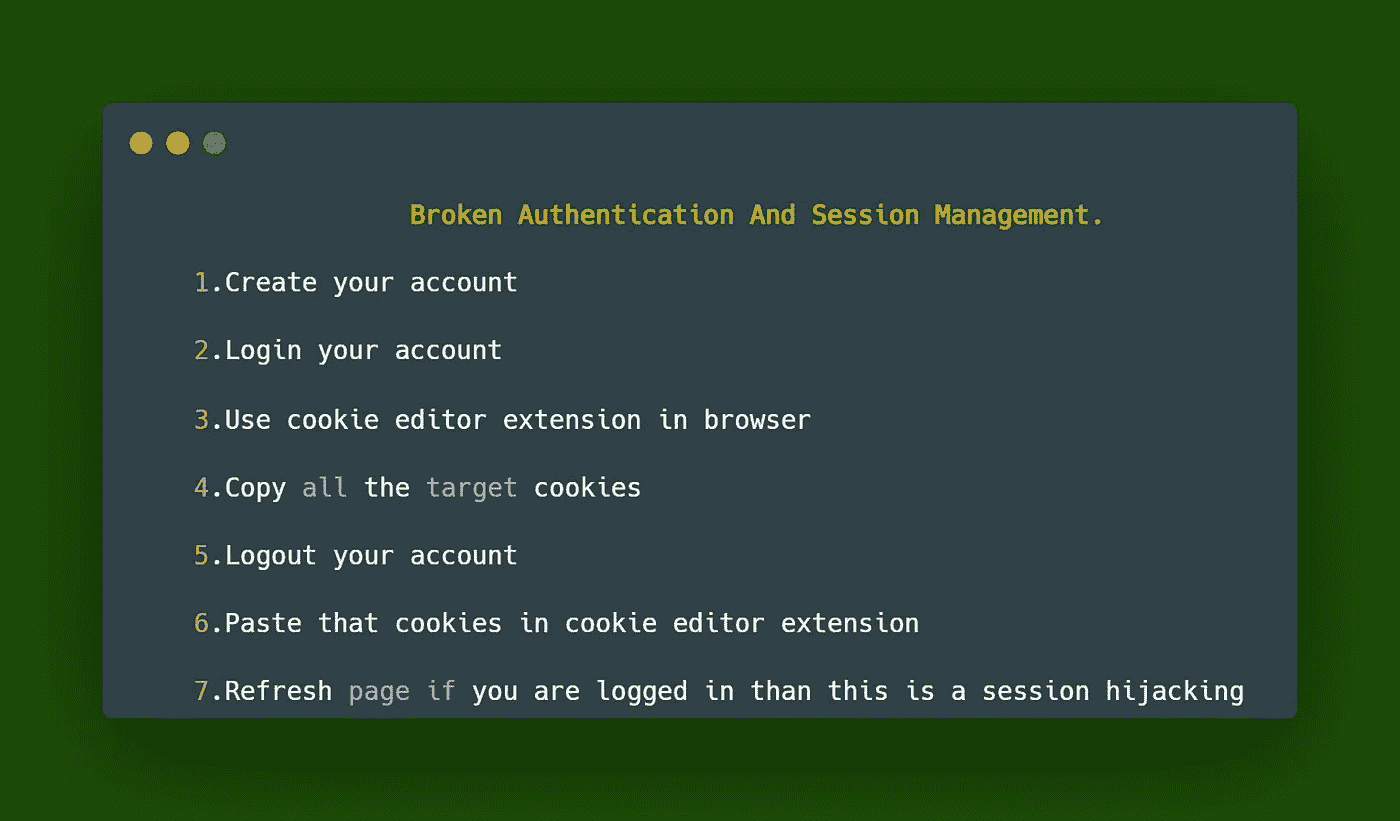 Broken Authentication And Session Management.
1.Create your account
2.Login your account
3.Use cookie editor extension in browser
4.Copy all the target cookies
5.Logout your account
6.Paste that cookies in cookie editor extension
7.Refresh page if you are logged in than this is a session hijacking